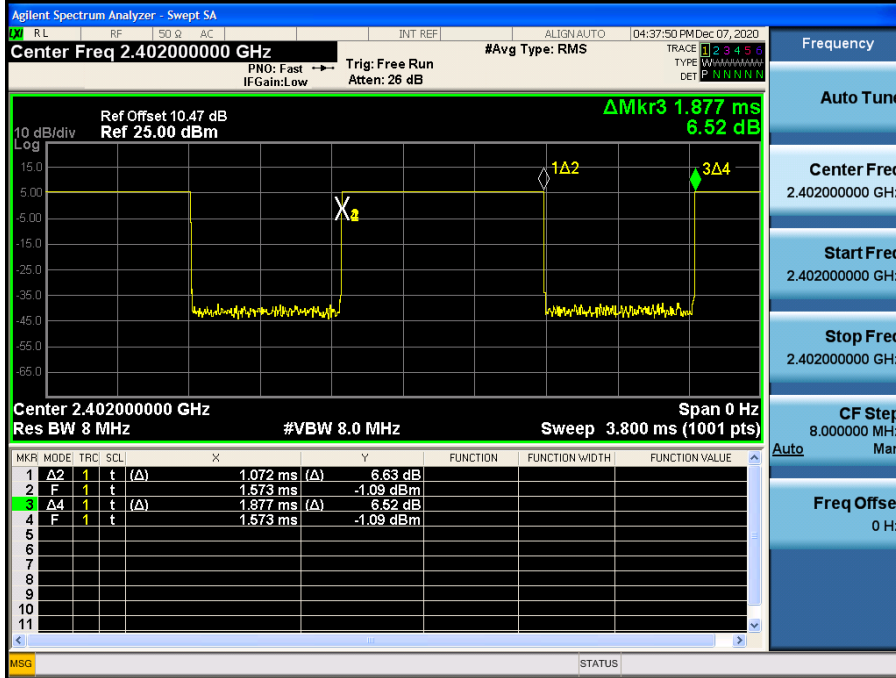 Agilent Spectrum Analyzer - Swept SA
LXI RL RF 50 Ω AC INT REF ALIGNAUTO 04:37:50 PM Dec 07, 2020
Center Freq 2.402000000 GHz
PNO: Fast
IFGain:Low
Trig: Free Run
Atten: 26 dB
#Avg Type: RMS
TRACE 1 2 3 4 5 6
TYPE WWWWWW
DET P N N N N N
Ref Offset 10.47 dB
Ref 25.00 dBm
10 dB/div
Log
ΔMkr3 1.877 ms
6.52 dB
15.0
5.00
-5.00
-15.0
-25.0
-35.0
-45.0
-55.0
-65.0
1Δ2
3Δ4
Center 2.402000000 GHz
Res BW 8 MHz
#VBW 8.0 MHz
Span 0 Hz
Sweep 3.800 ms (1001 pts)
MKR MODE TRC SCL X Y FUNCTION FUNCTION WIDTH FUNCTION VALUE
1 Δ2 1 t (Δ) 1.072 ms (Δ) 6.63 dB
2 F 1 t 1.573 ms -1.09 dBm
3 Δ4 1 t (Δ) 1.877 ms (Δ) 6.52 dB
4 F 1 t 1.573 ms -1.09 dBm
5
6
7
8
9
10
11
MSG STATUS
Frequency
Auto Tune
Center Freq
2.402000000 GHz
Start Freq
2.402000000 GHz
Stop Freq
2.402000000 GHz
CF Step
8.000000 MHz
Auto Man
Freq Offset
0 Hz